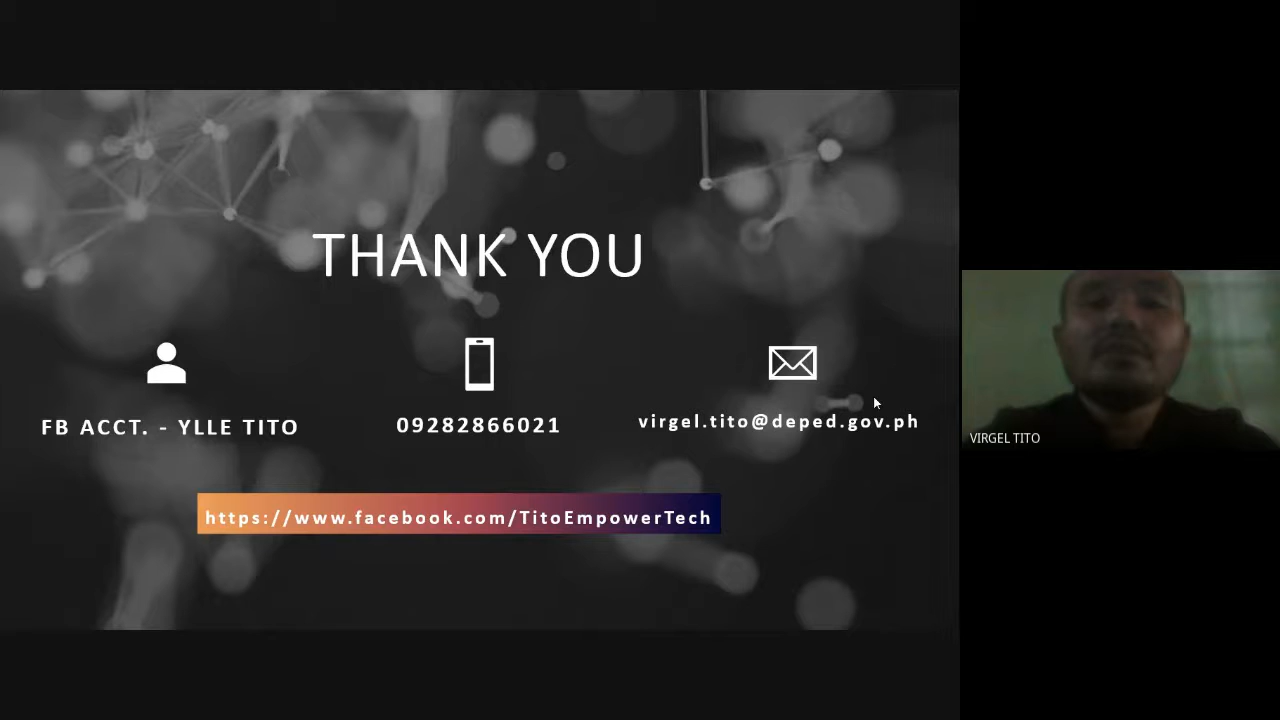 THANK YOU
FB ACCT. - YLLE TITO
09282866021
virgel.tito@deped.gov.ph
https://www.facebook.com/TitoEmpowerTech
VIRGEL TITO